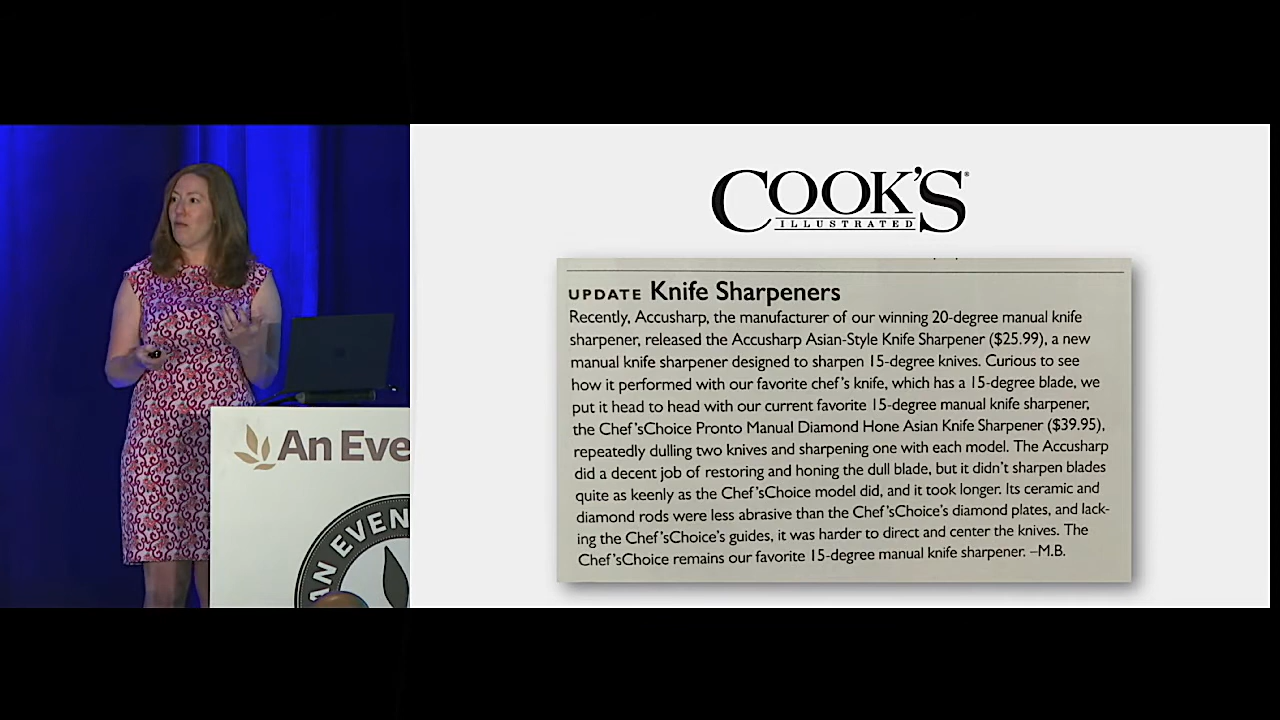 COOK'S®
ILLUSTRATED
UPDATE Knife Sharpeners
Recently, Accusharp, the manufacturer of our winning 20-degree manual knife
sharpener, released the Accusharp Asian-Style Knife Sharpener ($25.99), a new
manual knife sharpener designed to sharpen 15-degree knives. Curious to see
how it performed with our favorite chef's knife, which has a 15-degree blade, we
put it head to head with our current favorite 15-degree manual knife sharpener,
the Chef'sChoice Pronto Manual Diamond Hone Asian Knife Sharpener ($39.95),
repeatedly dulling two knives and sharpening one with each model. The Accusharp
did a decent job of restoring and honing the dull blade, but it didn't sharpen blades
quite as keenly as the Chef'sChoice model did, and it took longer. Its ceramic and
diamond rods were less abrasive than the Chef'sChoice's diamond plates, and lack-
ing the Chef'sChoice's guides, it was harder to direct and center the knives. The
Chef'sChoice remains our favorite 15-degree manual knife sharpener. –M.B.
An Eve
AN EVEN